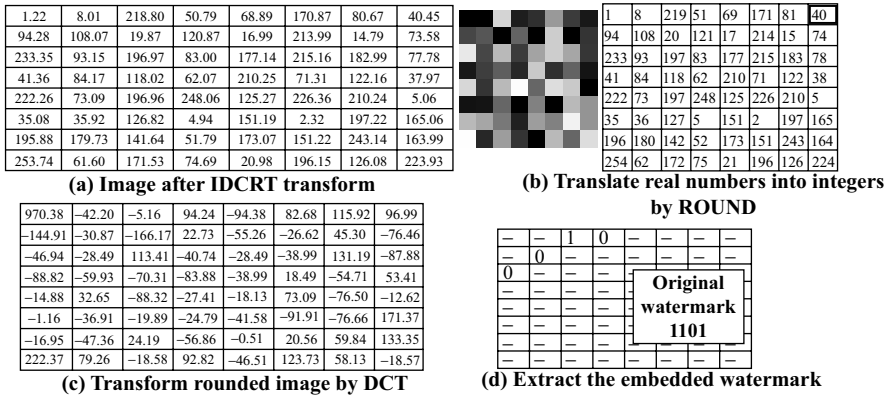 1.22 8.01 218.80 50.79 68.89 170.87 80.67 40.45
94.28 108.07 19.87 120.87 16.99 213.99 14.79 73.58
233.35 93.15 196.97 83.00 177.14 215.16 182.99 77.78
41.36 84.17 118.02 62.07 210.25 71.31 122.16 37.97
222.26 73.09 196.96 248.06 125.27 226.36 210.24 5.06
35.08 35.92 126.82 4.94 151.19 2.32 197.22 165.06
195.88 179.73 141.64 51.79 173.07 151.22 243.14 163.99
253.74 61.60 171.53 74.69 20.98 196.15 126.08 223.93
(a) Image after IDCRT transform
1 8 219 51 69 171 81 40
94 108 20 121 17 214 15 74
233 93 197 83 177 215 183 78
41 84 118 62 210 71 122 38
222 73 197 248 125 226 210 5
35 36 127 5 151 2 197 165
196 180 142 52 173 151 243 164
254 62 172 75 21 196 126 224
(b) Translate real numbers into integers
by ROUND
970.38 −42.20 −5.16 94.24 −94.38 82.68 115.92 96.99
−144.91 −30.87 −166.17 22.73 −55.26 −26.62 45.30 −76.46
−46.94 −28.49 113.41 −40.74 −28.49 −38.99 131.19 −87.88
−88.82 −59.93 −70.31 −83.88 −38.99 18.49 −54.71 53.41
−14.88 32.65 −88.32 −27.41 −18.13 73.09 −76.50 −12.62
−1.16 −36.91 −19.89 −24.79 −41.58 −91.91 −76.66 171.37
−16.95 −47.36 24.19 −56.86 −0.51 20.56 59.84 133.35
222.37 79.26 −18.58 92.82 −46.51 123.73 58.13 −18.57
(c) Transform rounded image by DCT
– – 1 0 – – – –
– 0 – – – – – –
0 – – – – – – –
– – – –
– – – –
– – – –
– – – – – – – –
– – – – – – – –
Original
watermark
1101
(d) Extract the embedded watermark